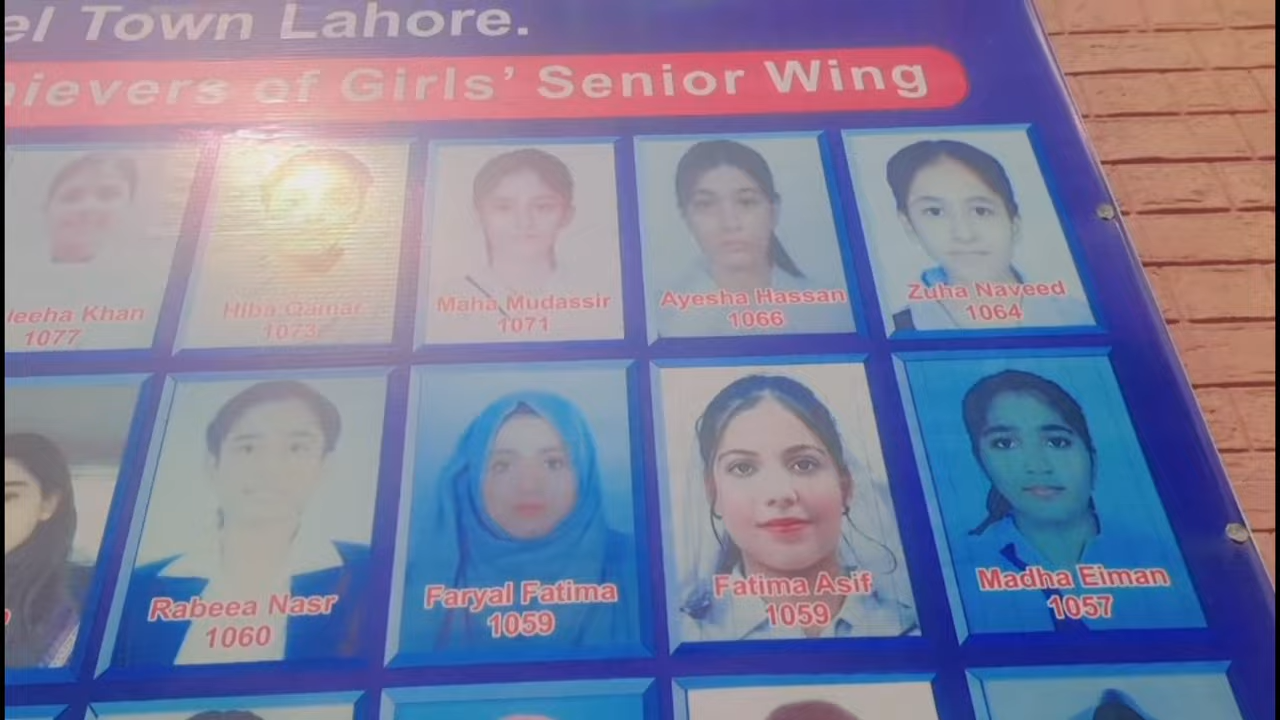 el Town Lahore.
hievers of Girls' Senior Wing
leeha Khan
1077
Hiba Qamar
1073
Maha Mudassir
1071
Ayesha Hassan
1066
Zuha Naveed
1064
Rabeea Nasr
1060
Faryal Fatima
1059
Fatima Asif
1059
Madha Eiman
1057